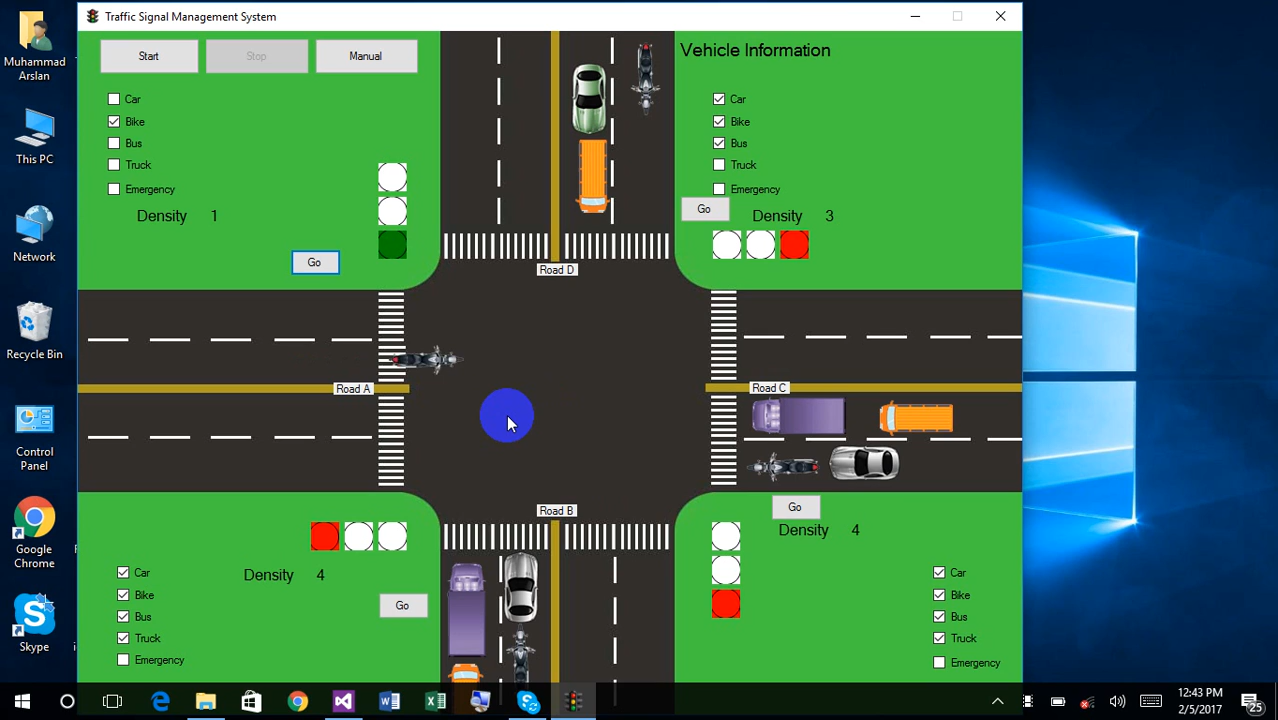 Traffic Signal Management System
Muhammad
Arslan
This PC
Network
Recycle Bin
Control
Panel
Google
Chrome
Skype
Start
Stop
Manual
Car
Bike
Bus
Truck
Emergency
Density 1
Go
Vehicle Information
Car
Bike
Bus
Truck
Emergency
Go
Density 3
Road D
Road A
Road C
Road B
Density 4
Car
Bike
Bus
Truck
Emergency
Go
Go
Density 4
Car
Bike
Bus
Truck
Emergency
12:43 PM
2/5/2017
25